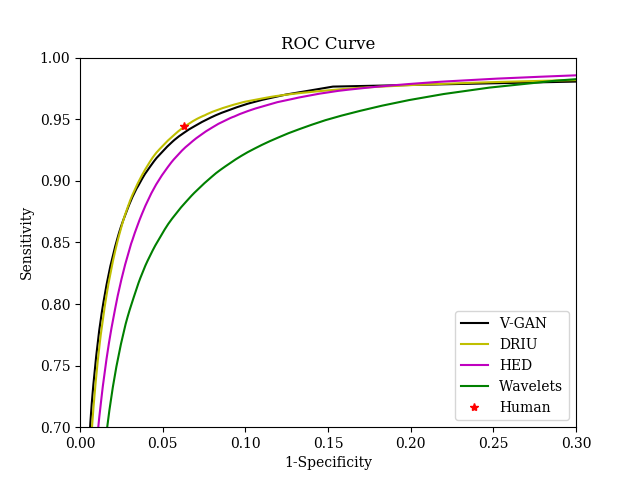 ROC Curve
1.00
0.95
0.90
0.85
0.80
0.75
0.70
Sensitivity
V-GAN
DRIU
HED
Wavelets
Human
0.00 0.05 0.10 0.15 0.20 0.25 0.30
1-Specificity